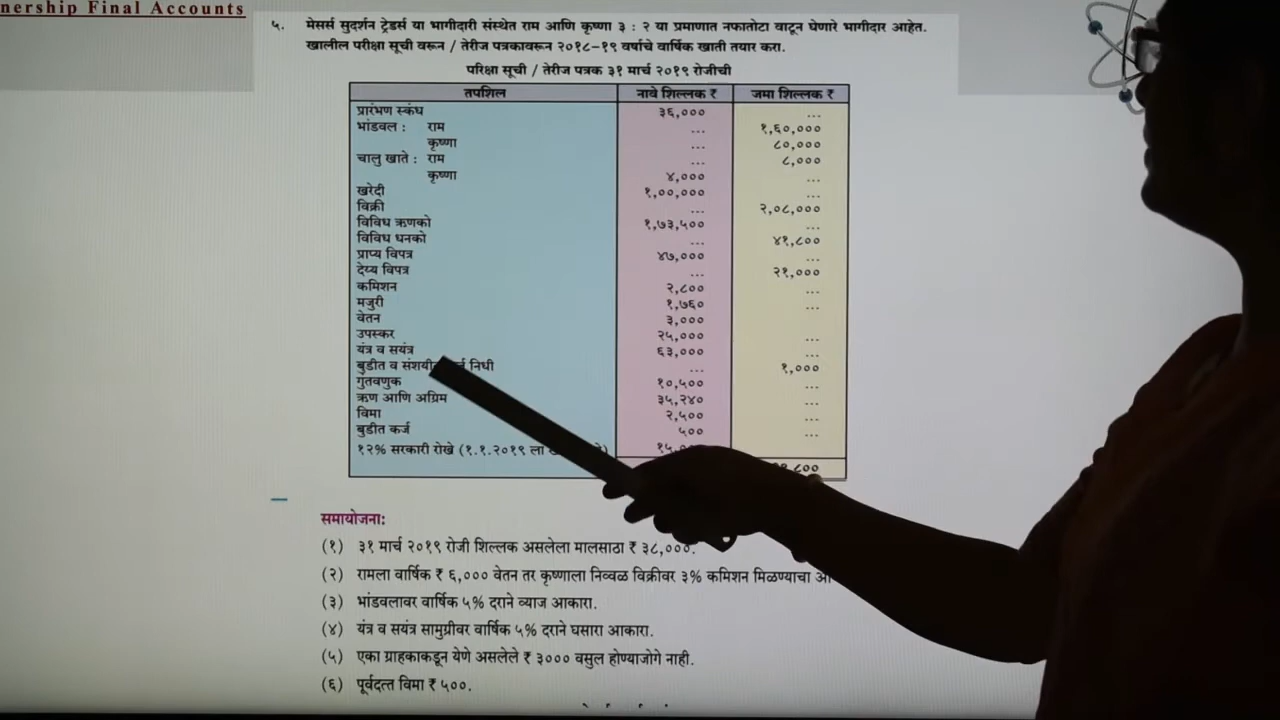 nership Final Accounts
५. मेसर्स सुदर्शन ट्रेडर्स या भागीदारी संस्थेत राम आणि कृष्णा ३ : २ या प्रमाणात नफातोटा वाटून घेणारे भागीदार आहेत.
खालील परीक्षा सूची वरून / तेरीज पत्रकावरून २०१८-१९ वर्षाचे वार्षिक खाती तयार करा.
परिक्षा सूची / तेरीज पत्रक ३१ मार्च २०१९ रोजीची
तपशिल नावे शिल्लक ₹ जमा शिल्लक ₹
प्रारंभण स्कंध ३६,००० ...
भांडवल : राम ... १,६०,०००
कृष्णा ... ८०,०००
चालु खाते : राम ... ८,०००
कृष्णा ४,००० ...
खरेदी १,००,००० ...
विक्री ... २,०८,०००
विविध ऋणको १,७३,५०० ...
विविध धनको ... ४१,८००
प्राप्य विपत्र ४७,००० ...
देय्य विपत्र ... २१,०००
कमिशन २,८०० ...
मजुरी १,७६० ...
वेतन ३,०००
उपस्कर २५,००० ...
यंत्र व सयंत्र ६३,००० ...
बुडीत व निधी ... १,०००
गुंतवणुक १०,५०० ...
ऋण आणि अग्रिम ३५,२४० ...
विमा २,५०० ...
बुडीत कर्ज ५०० ...
१२% सरकारी रोखे (१.१.२०१९ ला
समायोजना:
(१) ३१ मार्च २०१९ रोजी शिल्लक असलेला मालसाठा ₹ ३८,०००.
(२) रामला वार्षिक ₹ ६,००० वेतन तर कृष्णाला निव्वळ विक्रीवर ३% कमिशन मिळण्याचा
(३) भांडवलावर वार्षिक ५% दराने व्याज आकारा.
(४) यंत्र व सयंत्र सामुग्रीवर वार्षिक ५% दराने घसारा आकारा.
(५) एका ग्राहकाकडून येणे असलेले ₹ ३००० वसुल होण्याजोगे नाही.
(६) पूर्वदत्त विमा ₹ ५००.